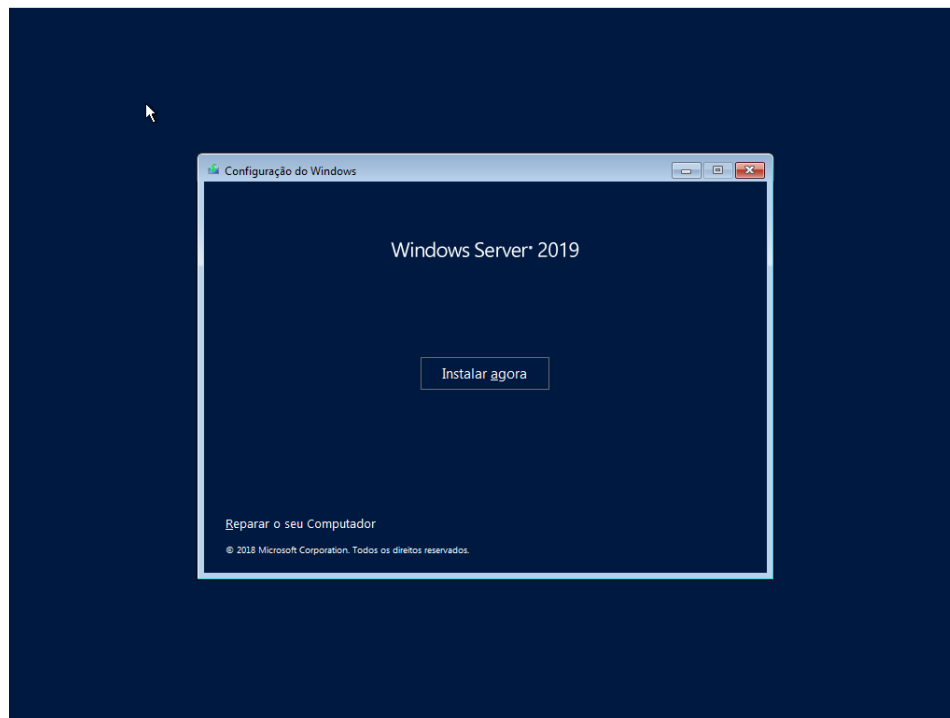 Configuração do Windows
Windows Server® 2019
Instalar agora
Reparar o seu Computador
© 2018 Microsoft Corporation. Todos os direitos reservados.